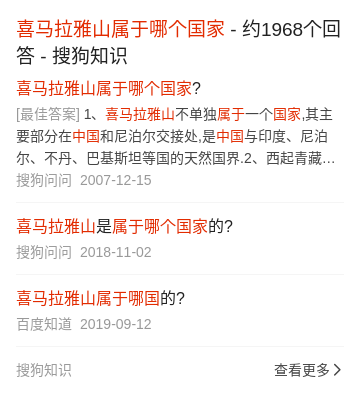 喜马拉雅山属于哪个国家 - 约1968个回
答 - 搜狗知识
喜马拉雅山属于哪个国家?
[最佳答案] 1、喜马拉雅山不单独属于一个国家,其主
要部分在中国和尼泊尔交接处,是中国与印度、尼泊
尔、不丹、巴基斯坦等国的天然国界.2、西起青藏...
搜狗问问 2007-12-15
喜马拉雅山是属于哪个国家的?
搜狗问问 2018-11-02
喜马拉雅山属于哪国的?
百度知道 2019-09-12
搜狗知识 查看更多